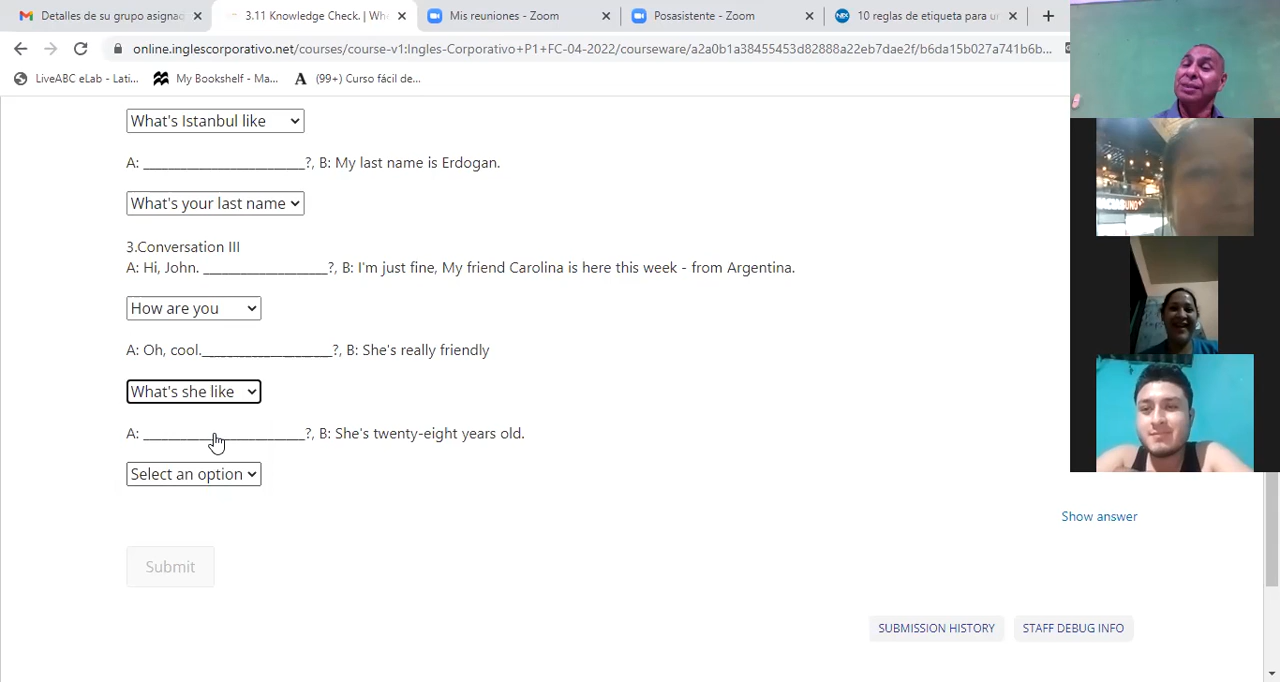 Detalles de su grupo asignad
3.11 Knowledge Check. | Whe
Mis reuniones - Zoom
Posasistente - Zoom
10 reglas de etiqueta para u
online.inglescorporativo.net/courses/course-v1:Ingles-Corporativo+P1+FC-04-2022/courseware/a2a0b1a38455453d82888a22eb7dae2f/b6da15b027a741b6b...
LiveABC eLab - Lati...
My Bookshelf - Ma...
(99+) Curso fácil de...
What's Istanbul like
A: ______________________?, B: My last name is Erdogan.
What's your last name
3.Conversation III
A: Hi, John. _________________?, B: I'm just fine, My friend Carolina is here this week - from Argentina.
How are you
A: Oh, cool.__________________?, B: She's really friendly
What's she like
A: ______________________?, B: She's twenty-eight years old.
Select an option
Show answer
Submit
SUBMISSION HISTORY
STAFF DEBUG INFO